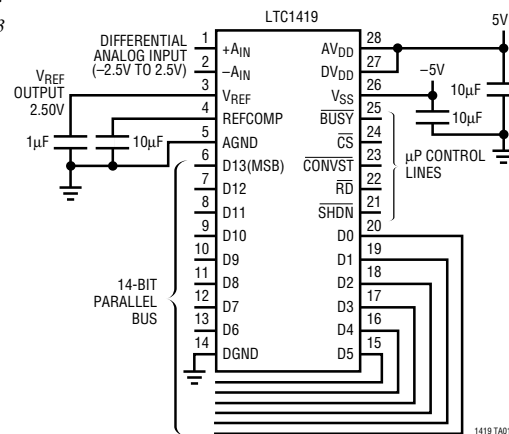 8
LTC1419
DIFFERENTIAL
ANALOG INPUT
(–2.5V TO 2.5V)
VREF
OUTPUT
2.50V
1µF
10µF
1 +AIN
2 –AIN
3 VREF
4 REFCOMP
5 AGND
6 D13(MSB)
7 D12
8 D11
9 D10
10 D9
11 D8
12 D7
13 D6
14 DGND
14-BIT
PARALLEL
BUS
AVDD 28
DVDD 27
VSS 26
BUSY 25
CS 24
CONVST 23
RD 22
SHDN 21
D0 20
D1 19
D2 18
D3 17
D4 16
D5 15
5V
–5V
10µF
10µF
µP CONTROL
LINES
1419 TA01